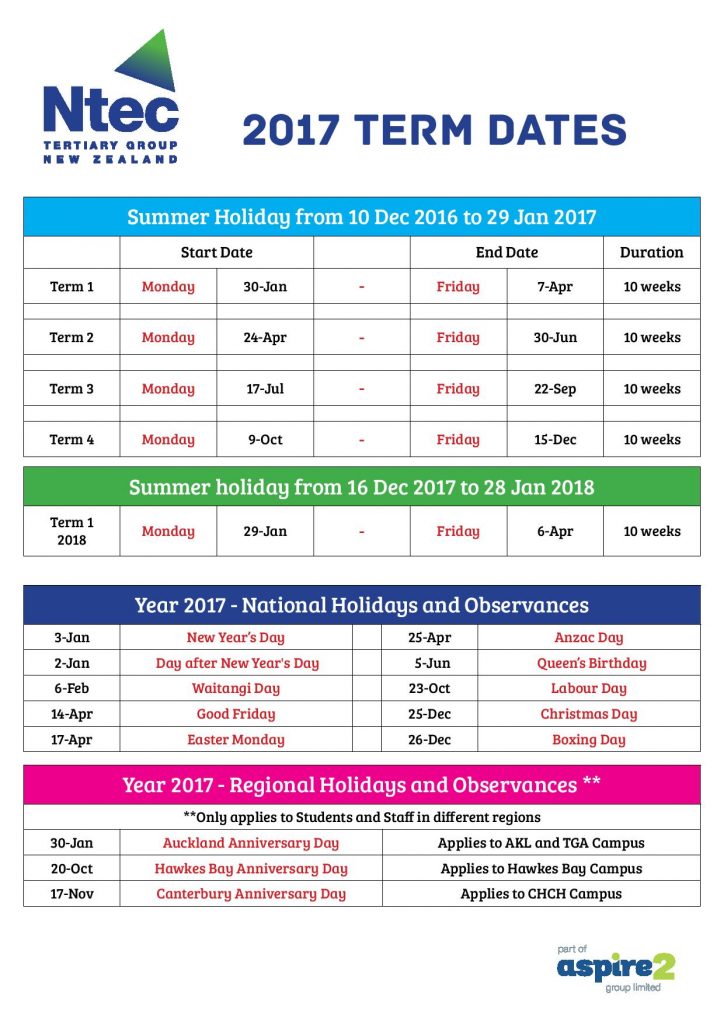 Ntec
TERTIARY GROUP
NEW ZEALAND
2017 TERM DATES
Summer Holiday from 10 Dec 2016 to 29 Jan 2017
Start Date End Date Duration
Term 1 Monday 30-Jan - Friday 7-Apr 10 weeks
Term 2 Monday 24-Apr - Friday 30-Jun 10 weeks
Term 3 Monday 17-Jul - Friday 22-Sep 10 weeks
Term 4 Monday 9-Oct - Friday 15-Dec 10 weeks
Summer holiday from 16 Dec 2017 to 28 Jan 2018
Term 1
2018 Monday 29-Jan - Friday 6-Apr 10 weeks
Year 2017 - National Holidays and Observances
3-Jan New Year’s Day 25-Apr Anzac Day
2-Jan Day after New Year's Day 5-Jun Queen’s Birthday
6-Feb Waitangi Day 23-Oct Labour Day
14-Apr Good Friday 25-Dec Christmas Day
17-Apr Easter Monday 26-Dec Boxing Day
Year 2017 - Regional Holidays and Observances **
**Only applies to Students and Staff in different regions
30-Jan Auckland Anniversary Day Applies to AKL and TGA Campus
20-Oct Hawkes Bay Anniversary Day Applies to Hawkes Bay Campus
17-Nov Canterbury Anniversary Day Applies to CHCH Campus
part of
aspire2
group limited